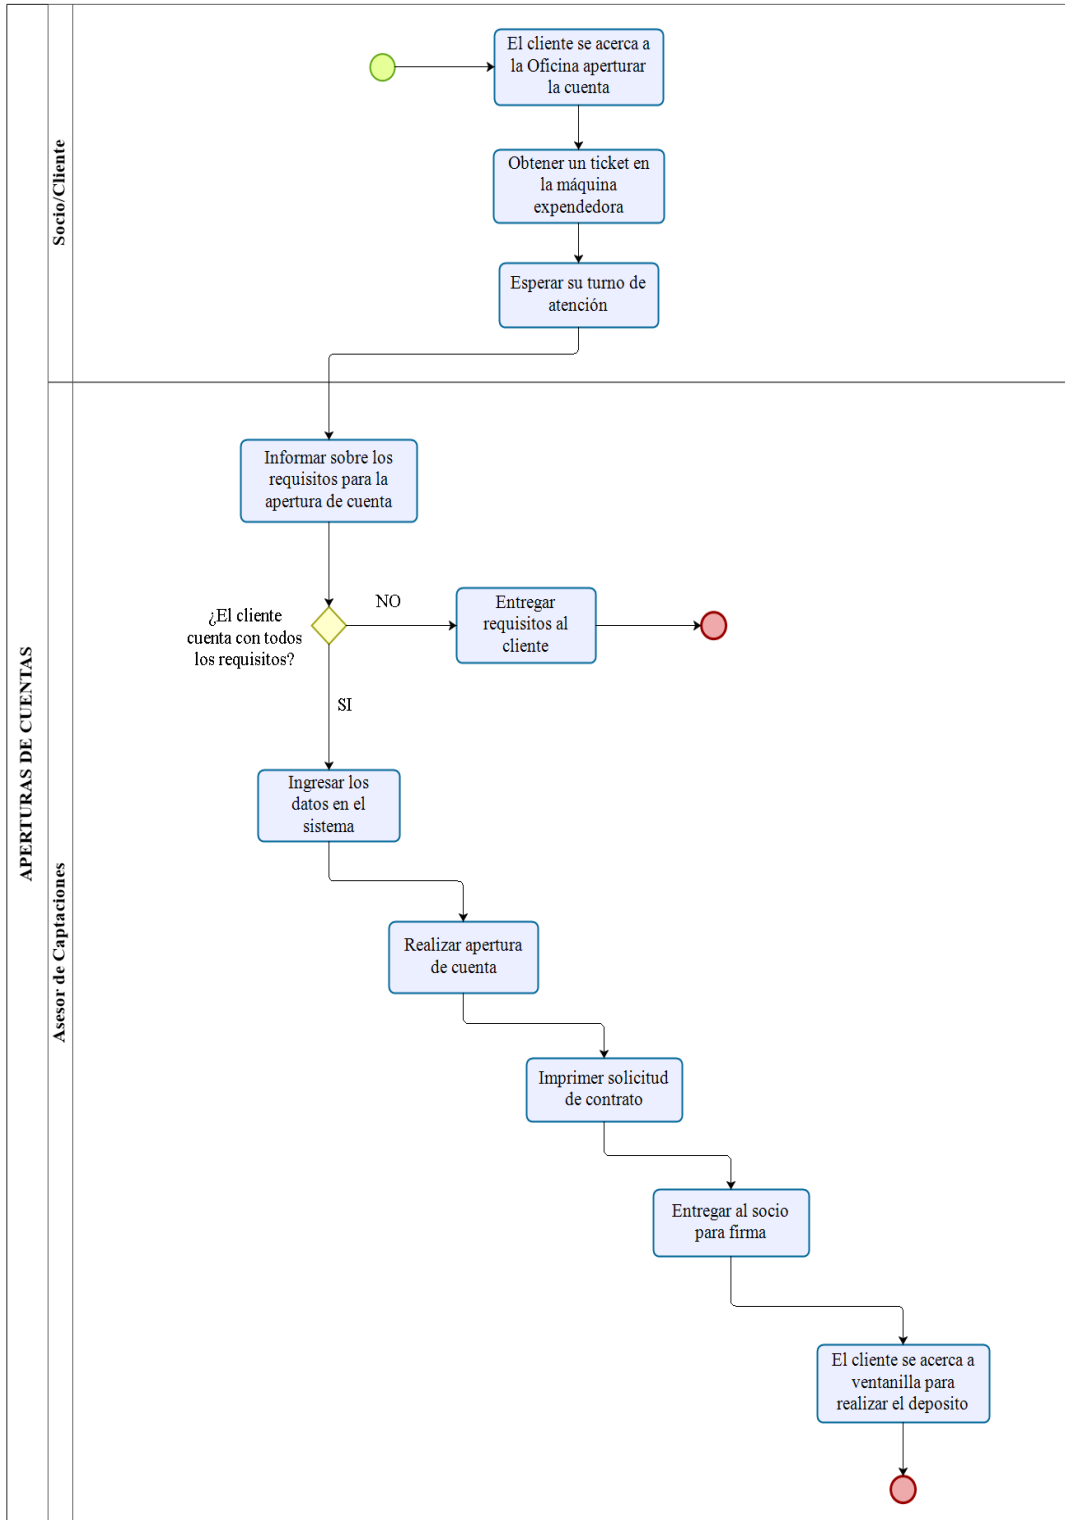 APERTURAS DE CUENTAS
Socio/Cliente
El cliente se acerca a
la Oficina aperturar
la cuenta
Obtener un ticket en
la máquina
expendedora
Esperar su turno de
atención
Asesor de Captaciones
Informar sobre los
requisitos para la
apertura de cuenta
¿El cliente
cuenta con todos
los requisitos?
NO
Entregar
requisitos al
cliente
SI
Ingresar los
datos en el
sistema
Realizar apertura
de cuenta
Imprimer solicitud
de contrato
Entregar al socio
para firma
El cliente se acerca a
ventanilla para
realizar el deposito